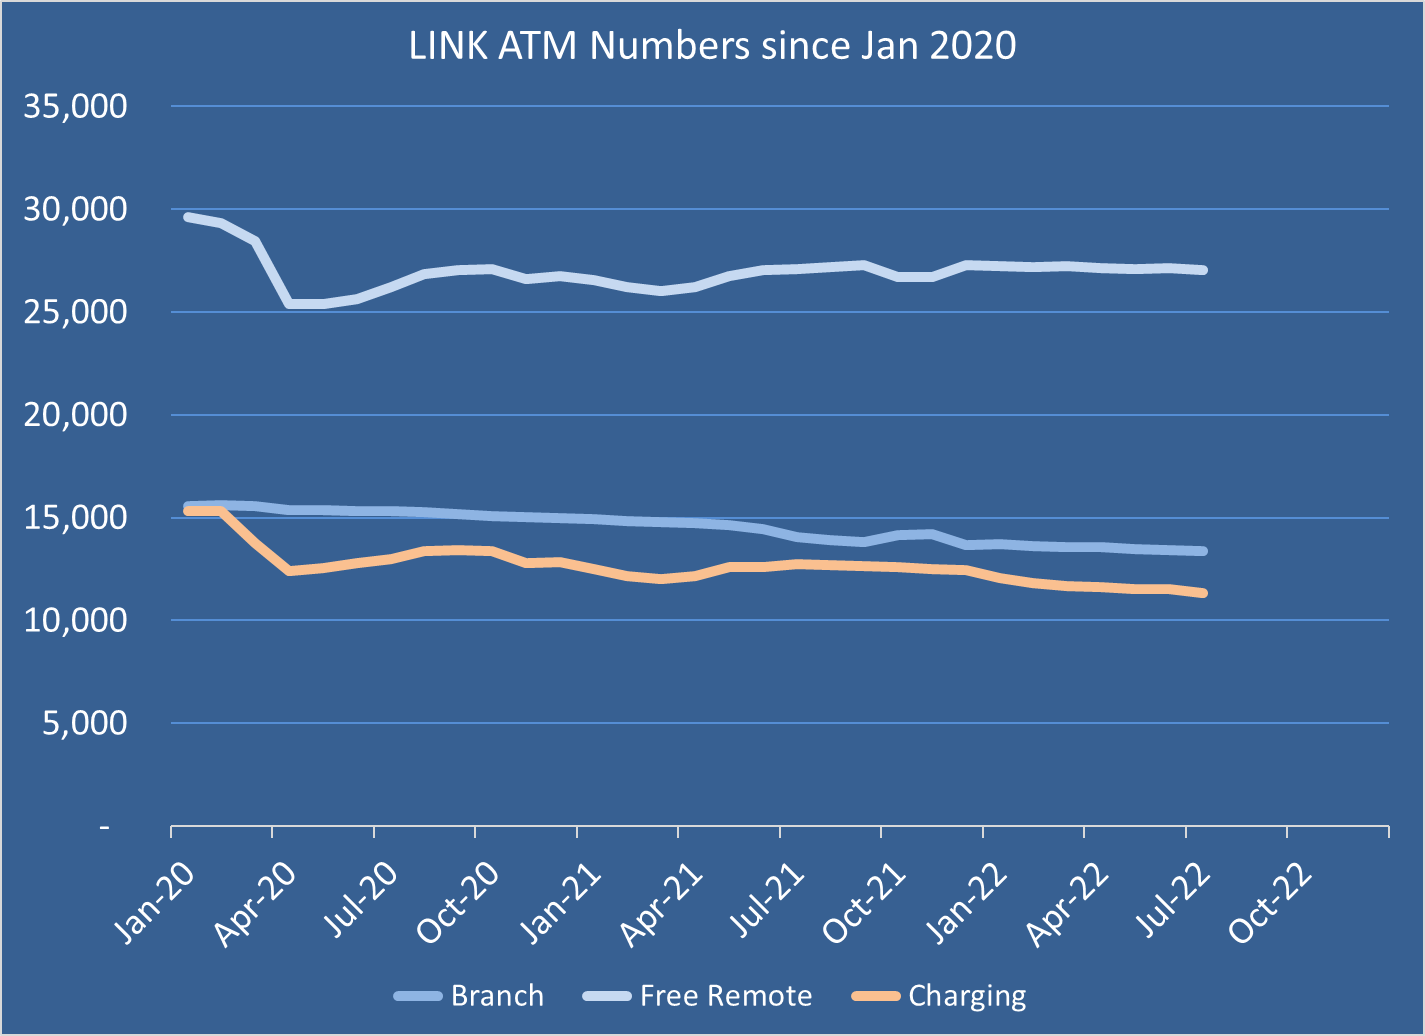 LINK ATM Numbers since Jan 2020
35,000
30,000
25,000
20,000
15,000
10,000
5,000
-
Jan-20 Apr-20 Jul-20 Oct-20 Jan-21 Apr-21 Jul-21 Oct-21 Jan-22 Apr-22 Jul-22 Oct-22
Branch Free Remote Charging